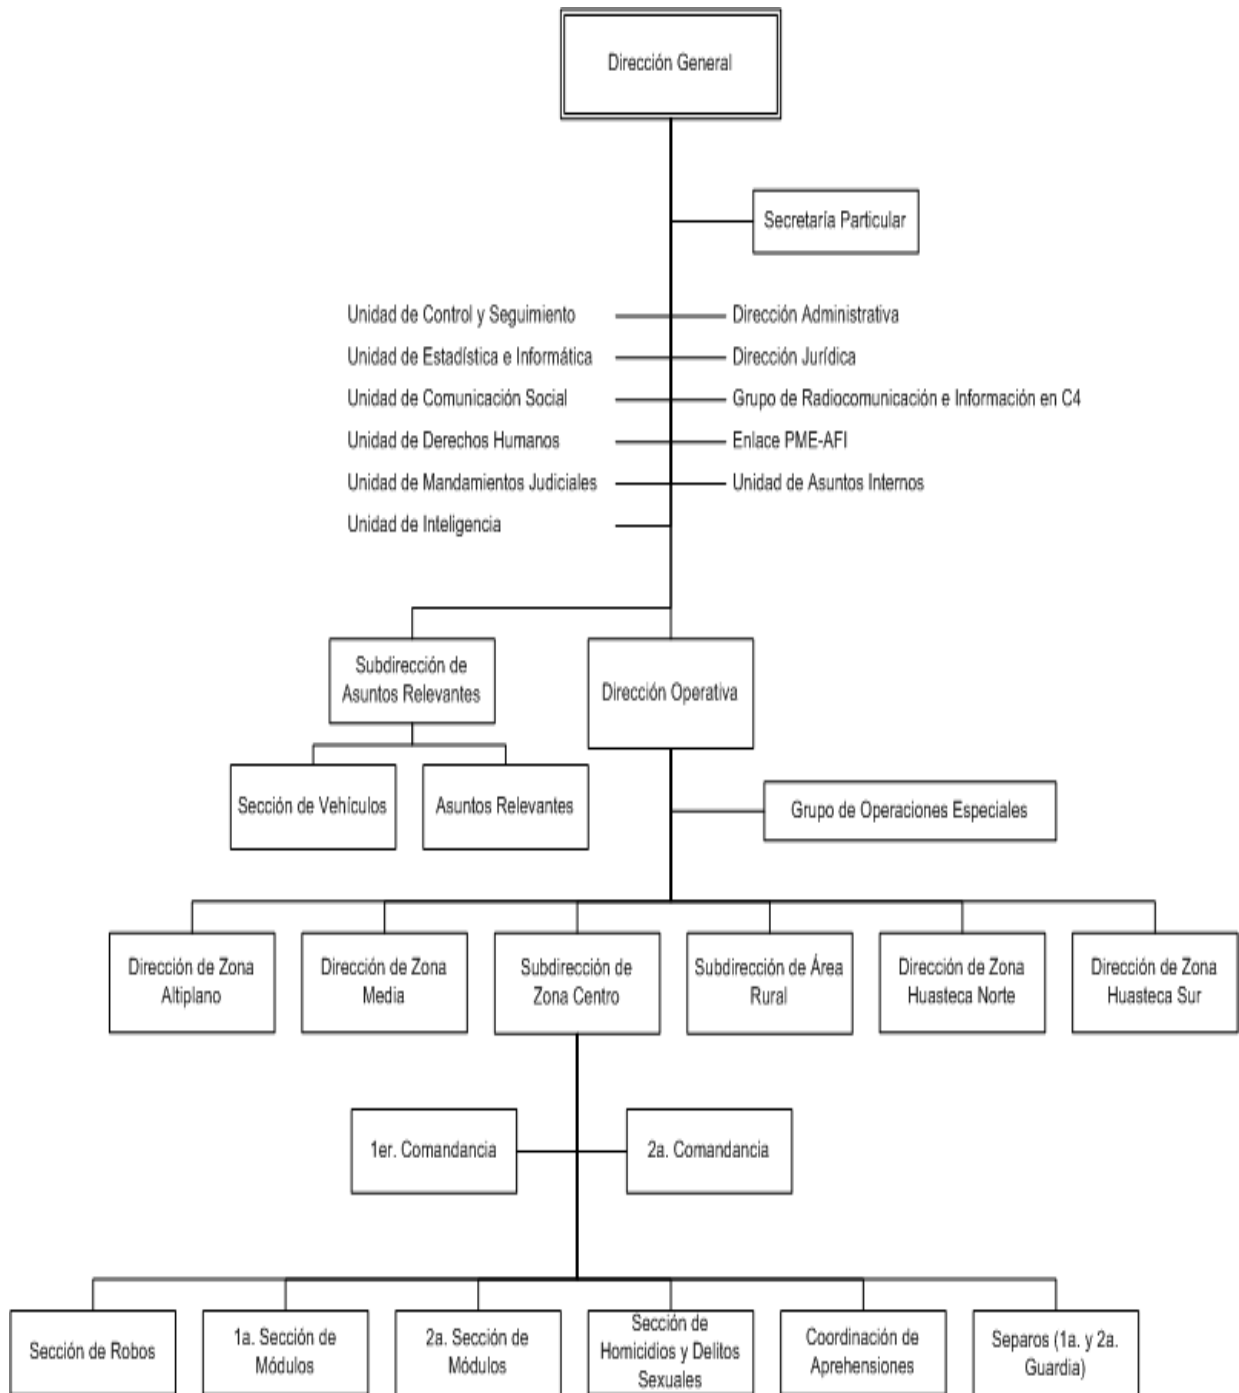 Dirección General
Secretaría Particular
Unidad de Control y Seguimiento
Dirección Administrativa
Unidad de Estadística e Informática
Dirección Jurídica
Unidad de Comunicación Social
Grupo de Radiocomunicación e Información en C4
Unidad de Derechos Humanos
Enlace PME-AFI
Unidad de Mandamientos Judiciales
Unidad de Asuntos Internos
Unidad de Inteligencia
Subdirección de
Asuntos Relevantes
Dirección Operativa
Sección de Vehículos
Asuntos Relevantes
Grupo de Operaciones Especiales
Dirección de Zona
Altiplano
Dirección de Zona
Media
Subdirección de
Zona Centro
Subdirección de Área
Rural
Dirección de Zona
Huasteca Norte
Dirección de Zona
Huasteca Sur
1er. Comandancia
2a. Comandancia
Sección de Robos
1a. Sección de
Módulos
2a. Sección de
Módulos
Sección de
Homicidios y Delitos
Sexuales
Coordinación de
Aprehensiones
Separos (1a. y 2a.
Guardia)